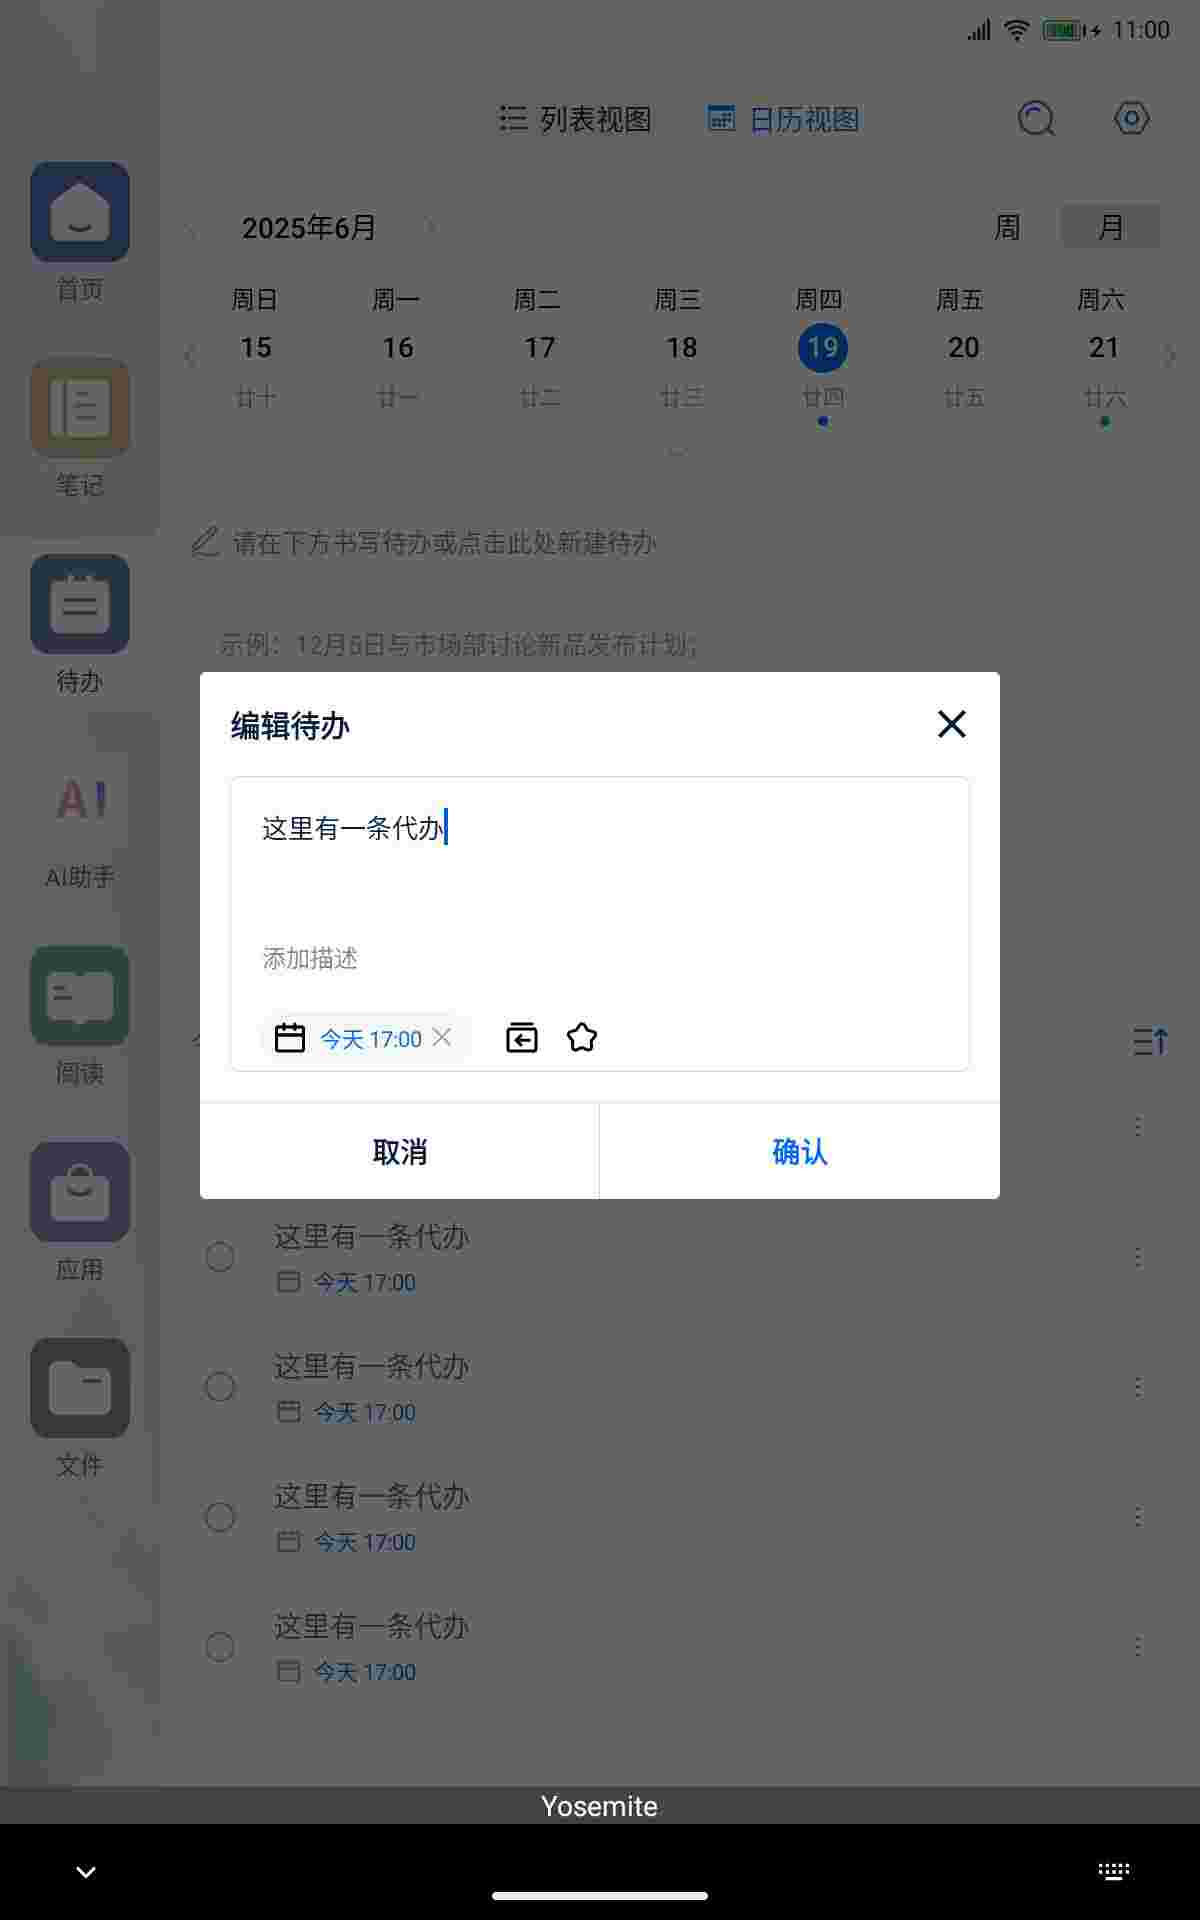 11:00
列表视图
日历视图
2025年6月
周
月
周日 周一 周二 周三 周四 周五 周六
15 16 17 18 19 20 21
廿十 廿一 廿二 廿三 廿四 廿五 廿六
请在下方书写待办或点击此处新建待办
示例：12月6日与市场部讨论新品发布计划；
首页
笔记
待办
AI
AI助手
阅读
应用
文件
编辑待办
这里有一条代办
添加描述
今天 17:00
取消
确认
这里有一条代办
今天 17:00
这里有一条代办
今天 17:00
这里有一条代办
今天 17:00
这里有一条代办
今天 17:00
Yosemite